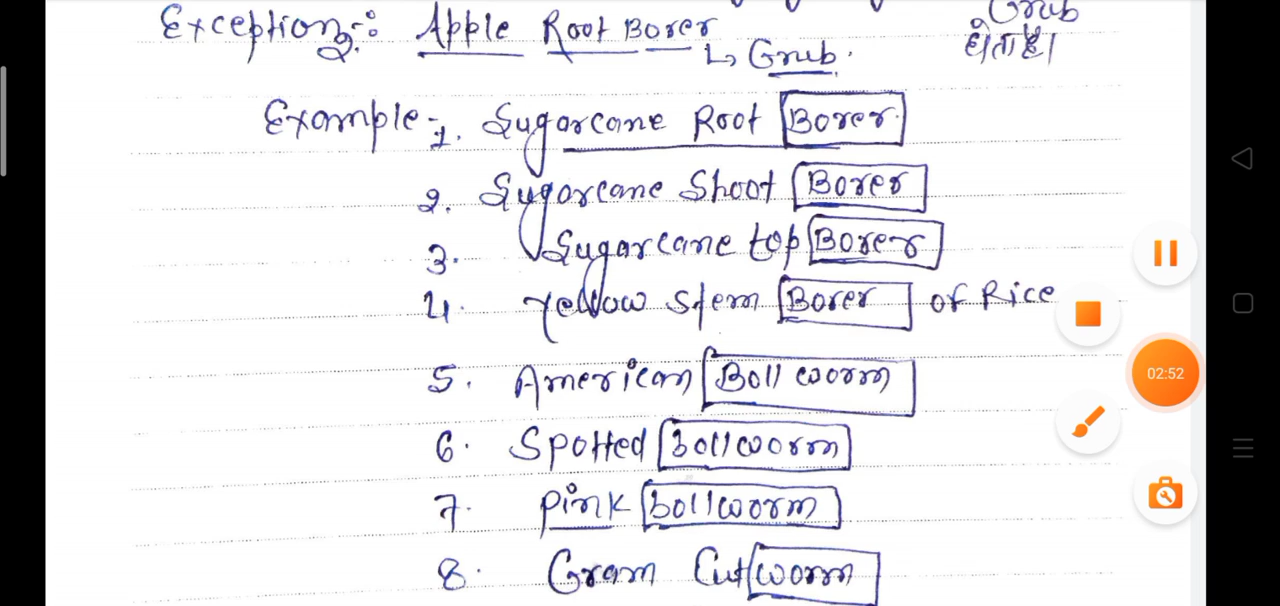 Exception:- Apple Root Borer Grub
↳ Grub. होता है।
Example:- 1. Sugarcane Root Borer
2. Sugarcane Shoot Borer
3. Sugarcane top Borer
4. Yellow Stem Borer of Rice
5. American Boll worm
6. Spotted bollworm
7. Pink bollworm
8. Gram Cutworm
02:52